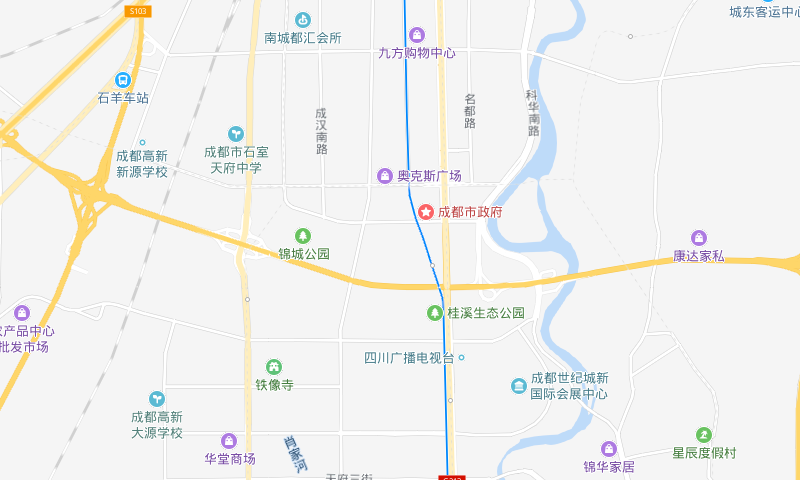 S103
城东客运中心
南城都汇会所
九方购物中心
石羊车站
成汉南路
名都路
科华南路
成都高新
新源学校
成都市石室
天府中学
奥克斯广场
成都市政府
锦城公园
康达家私
桂溪生态公园
农产品中心
批发市场
四川广播电视台
铁像寺
成都世纪城新
国际会展中心
成都高新
大源学校
华堂商场
肖家河
锦华家居
星辰度假村
天府三街